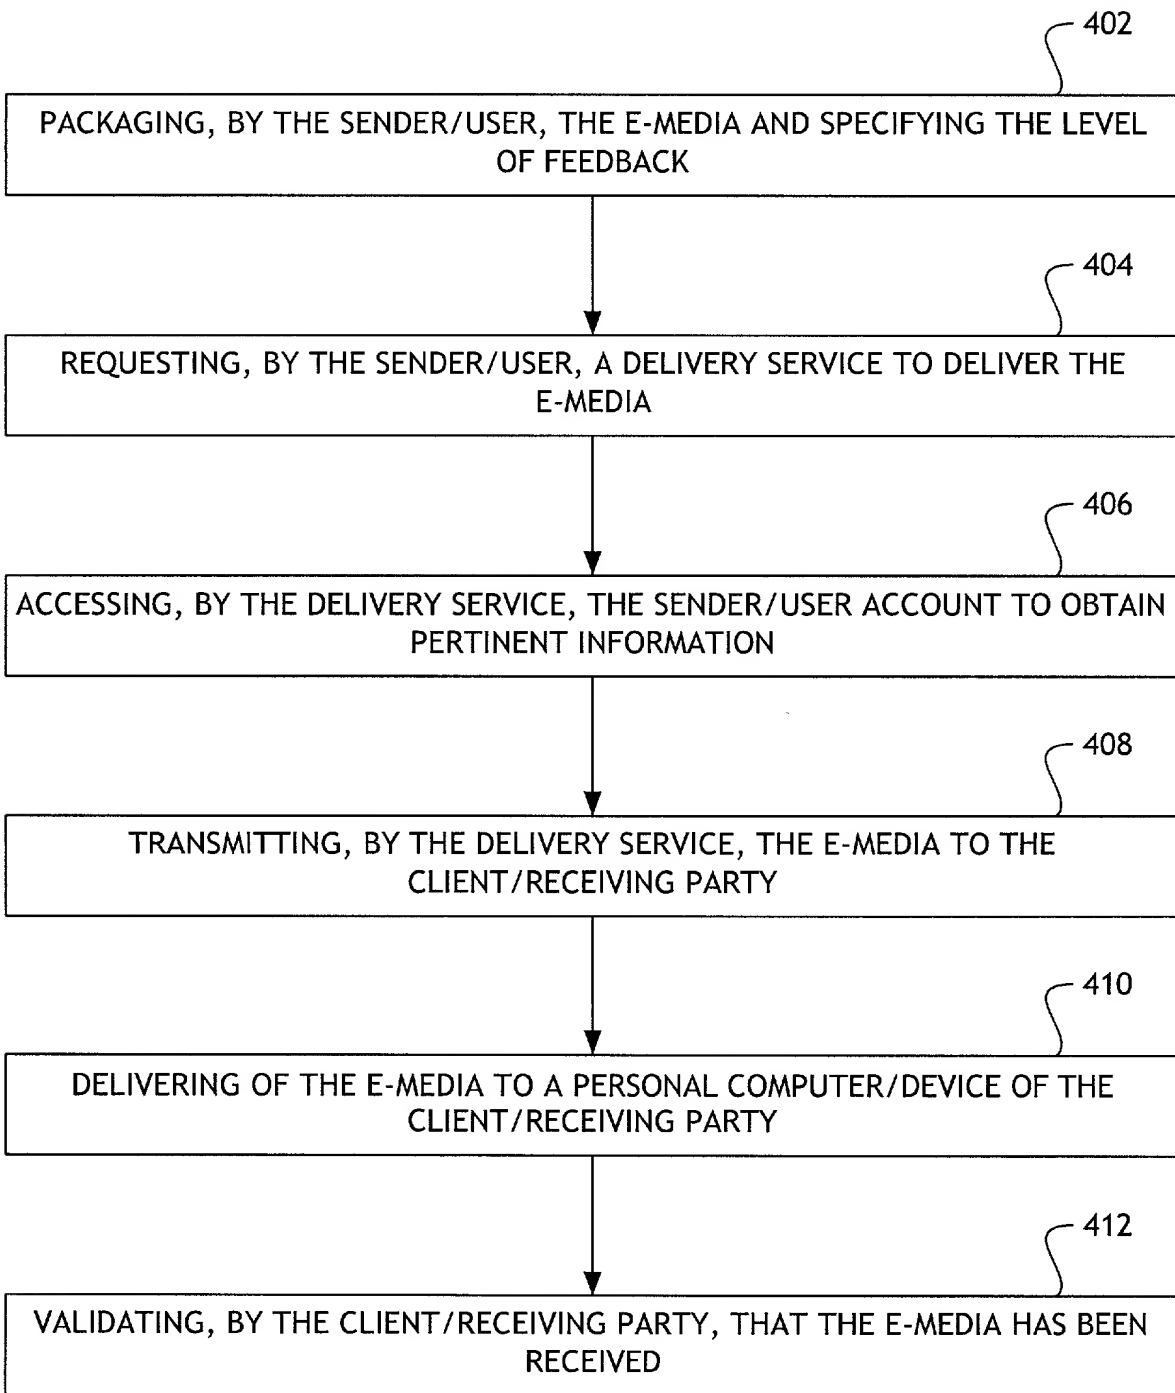 402
PACKAGING, BY THE SENDER/USER, THE E-MEDIA AND SPECIFYING THE LEVEL
OF FEEDBACK
404
REQUESTING, BY THE SENDER/USER, A DELIVERY SERVICE TO DELIVER THE
E-MEDIA
406
ACCESSING, BY THE DELIVERY SERVICE, THE SENDER/USER ACCOUNT TO OBTAIN
PERTINENT INFORMATION
408
TRANSMITTING, BY THE DELIVERY SERVICE, THE E-MEDIA TO THE
CLIENT/RECEIVING PARTY
410
DELIVERING OF THE E-MEDIA TO A PERSONAL COMPUTER/DEVICE OF THE
CLIENT/RECEIVING PARTY
412
VALIDATING, BY THE CLIENT/RECEIVING PARTY, THAT THE E-MEDIA HAS BEEN
RECEIVED